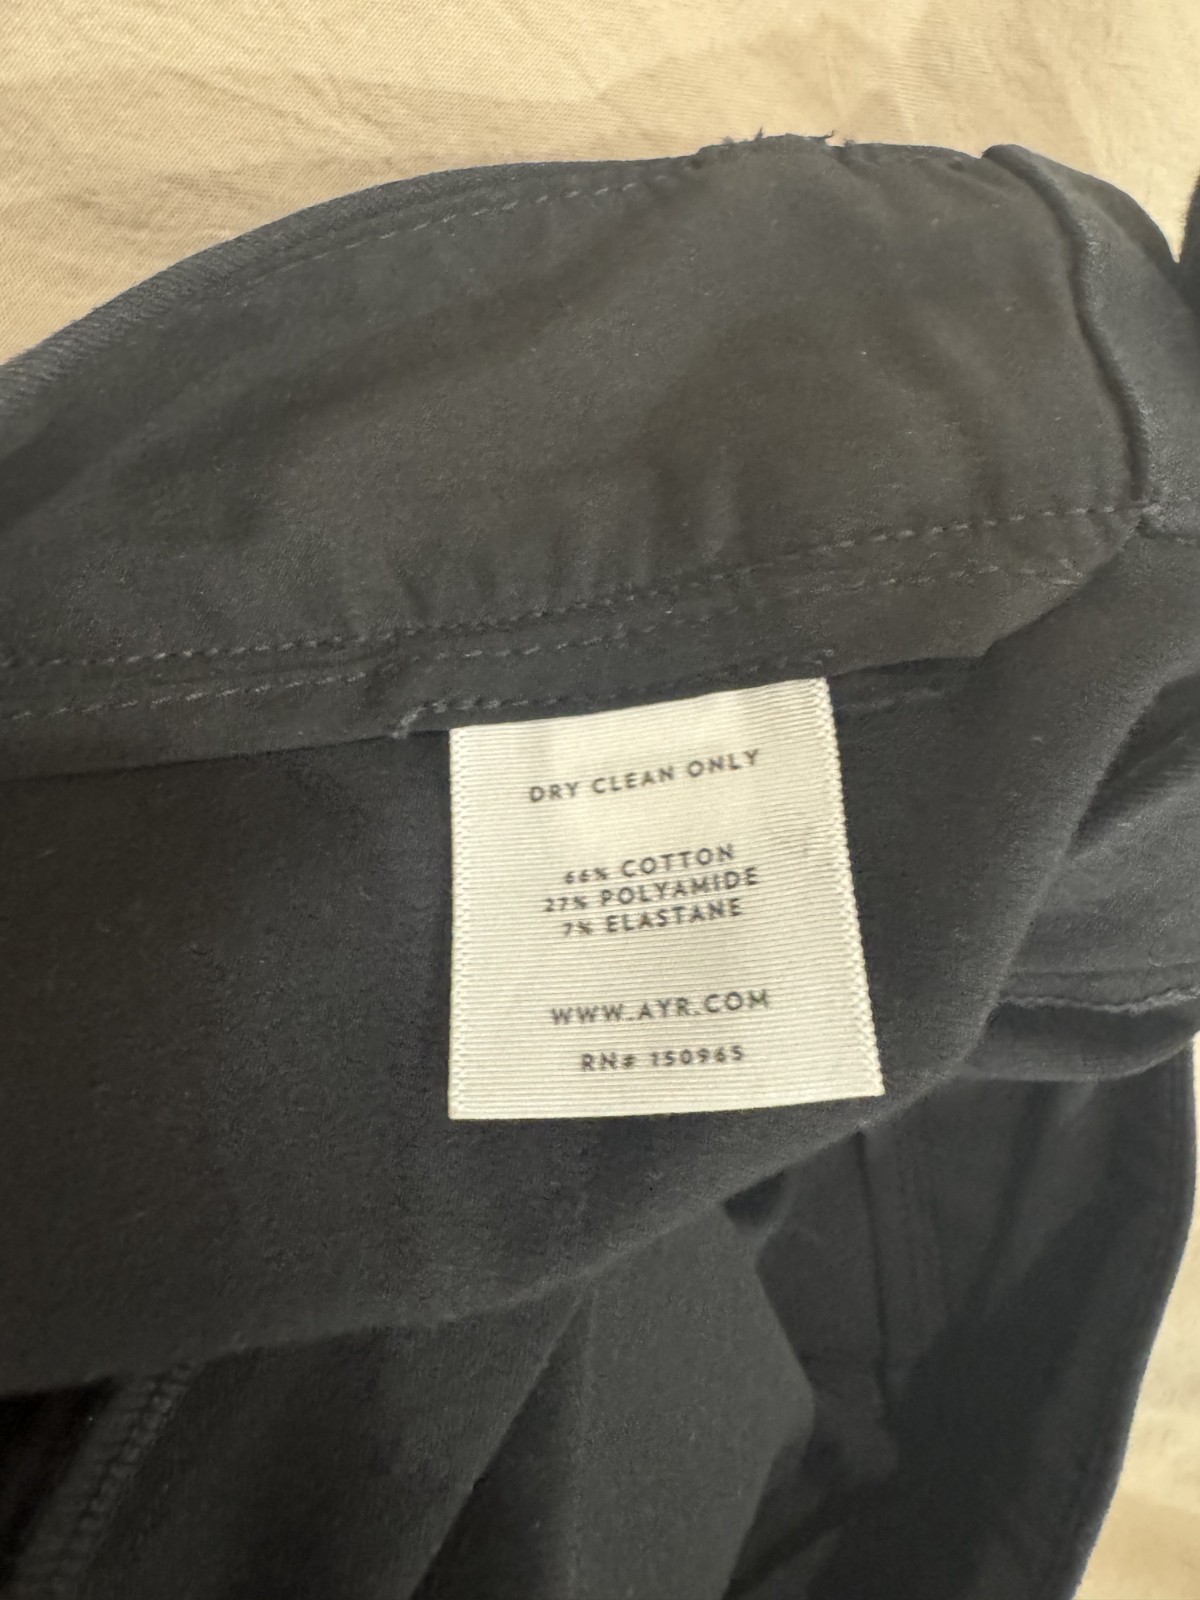 DRY CLEAN ONLY
66% COTTON
27% POLYAMIDE
7% ELASTANE
WWW.AYR.COM
RN# 150965